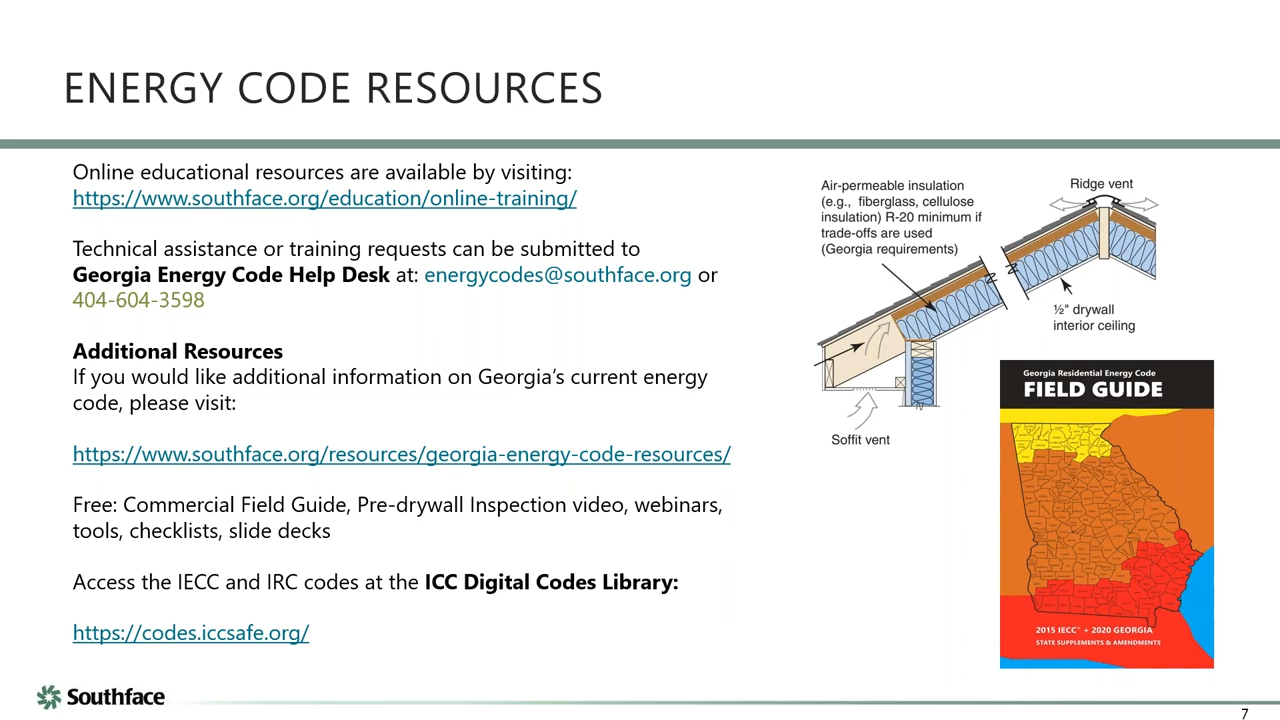 ENERGY CODE RESOURCES
Online educational resources are available by visiting:
https://www.southface.org/education/online-training/
Technical assistance or training requests can be submitted to
Georgia Energy Code Help Desk at: energycodes@southface.org or
404-604-3598
Additional Resources
If you would like additional information on Georgia's current energy
code, please visit:
https://www.southface.org/resources/georgia-energy-code-resources/
Free: Commercial Field Guide, Pre-drywall Inspection video, webinars,
tools, checklists, slide decks
Access the IECC and IRC codes at the ICC Digital Codes Library:
https://codes.iccsafe.org/
Air-permeable insulation
(e.g., fiberglass, cellulose
insulation) R-20 minimum if
trade-offs are used
(Georgia requirements)
Ridge vent
½" drywall
interior ceiling
Soffit vent
Georgia Residential Energy Code
FIELD GUIDE
2015 IECC® + 2020 GEORGIA
STATE SUPPLEMENTS & AMENDMENTS
Southface
7